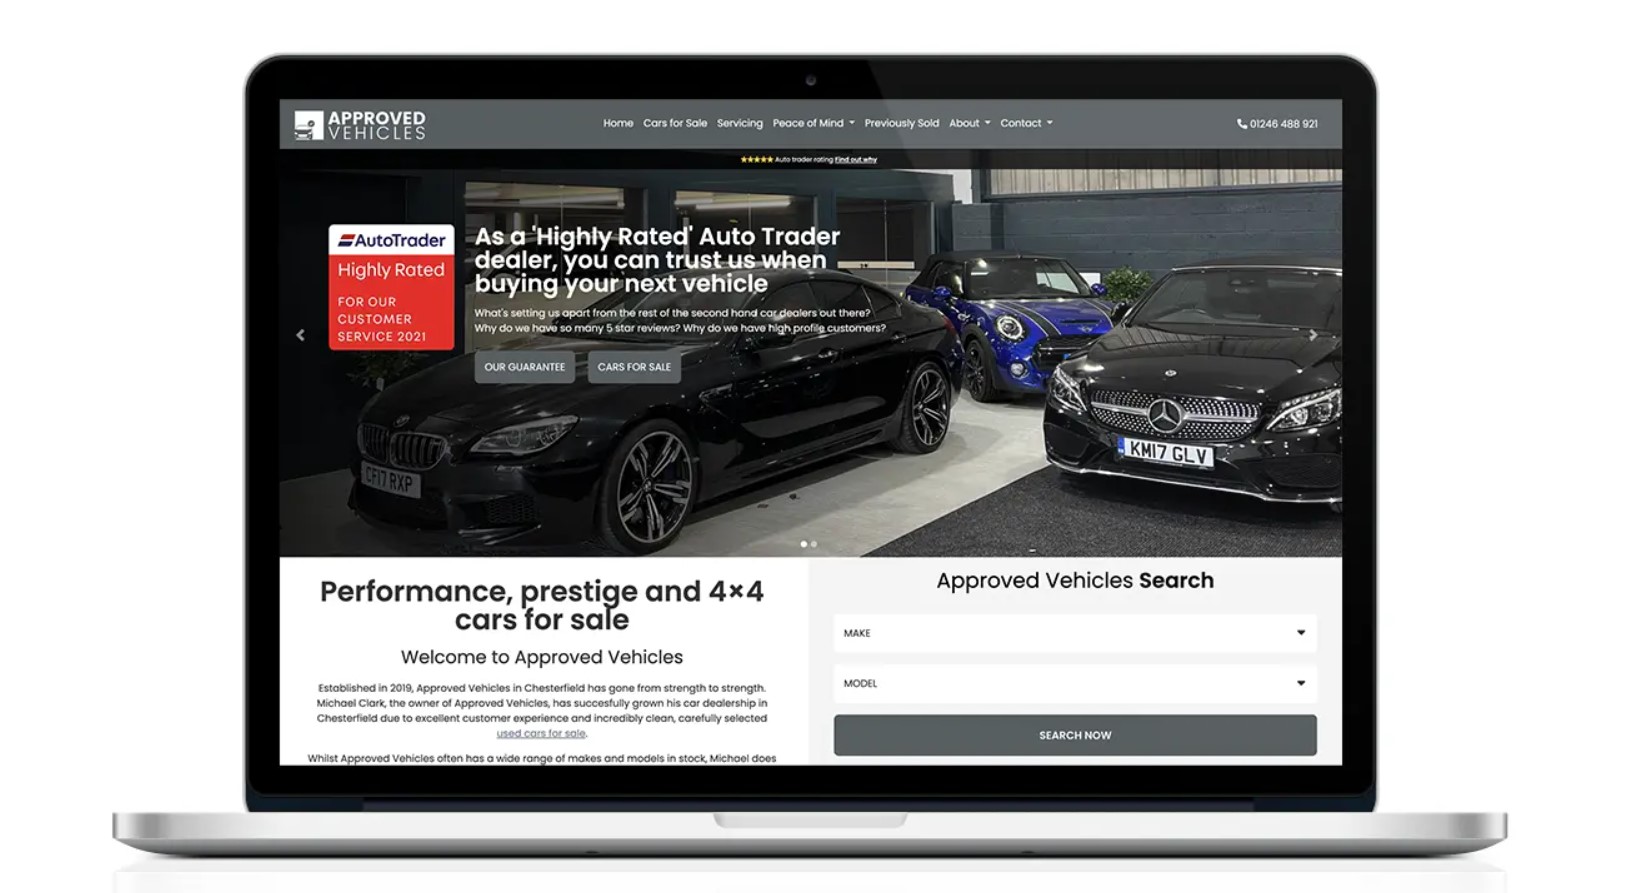 APPROVED
VEHICLES
Home Cars for Sale Servicing Peace of Mind Previously Sold About Contact
01246 488 921
Auto trader rating Find out why
AutoTrader
Highly Rated
FOR OUR
CUSTOMER
SERVICE 2021
As a 'Highly Rated' Auto Trader
dealer, you can trust us when
buying your next vehicle
What's setting us apart from the rest of the second hand car dealers out there?
Why do we have so many 5 star reviews? Why do we have high profile customers?
OUR GUARANTEE
CARS FOR SALE
CF17 RXP
KM17 GLV
Performance, prestige and 4×4
cars for sale
Welcome to Approved Vehicles
Established in 2019, Approved Vehicles in Chesterfield has gone from strength to strength.
Michael Clark, the owner of Approved Vehicles, has succesfully grown his car dealership in
Chesterfield due to excellent customer experience and incredibly clean, carefully selected
used cars for sale.
Whilst Approved Vehicles often has a wide range of makes and models in stock, Michael does
Approved Vehicles Search
MAKE
MODEL
SEARCH NOW